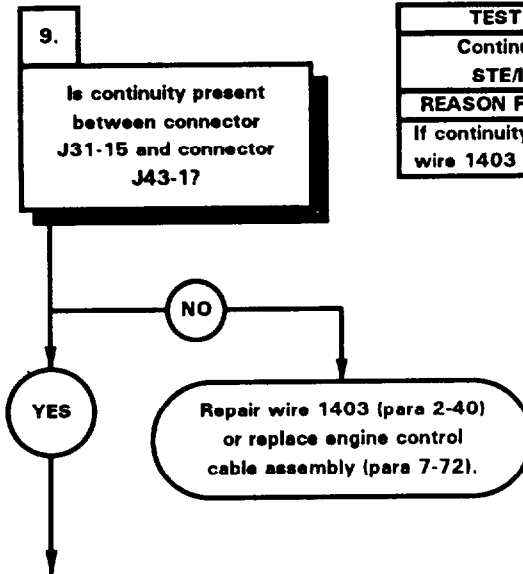 9.
Is continuity present
between connector
J31-15 and connector
J43-1?
NO
YES
Repair wire 1403 (para 2-40)
or replace engine control
cable assembly (para 7-72).
TEST
STE/
REASON
If continuity
wire 1403